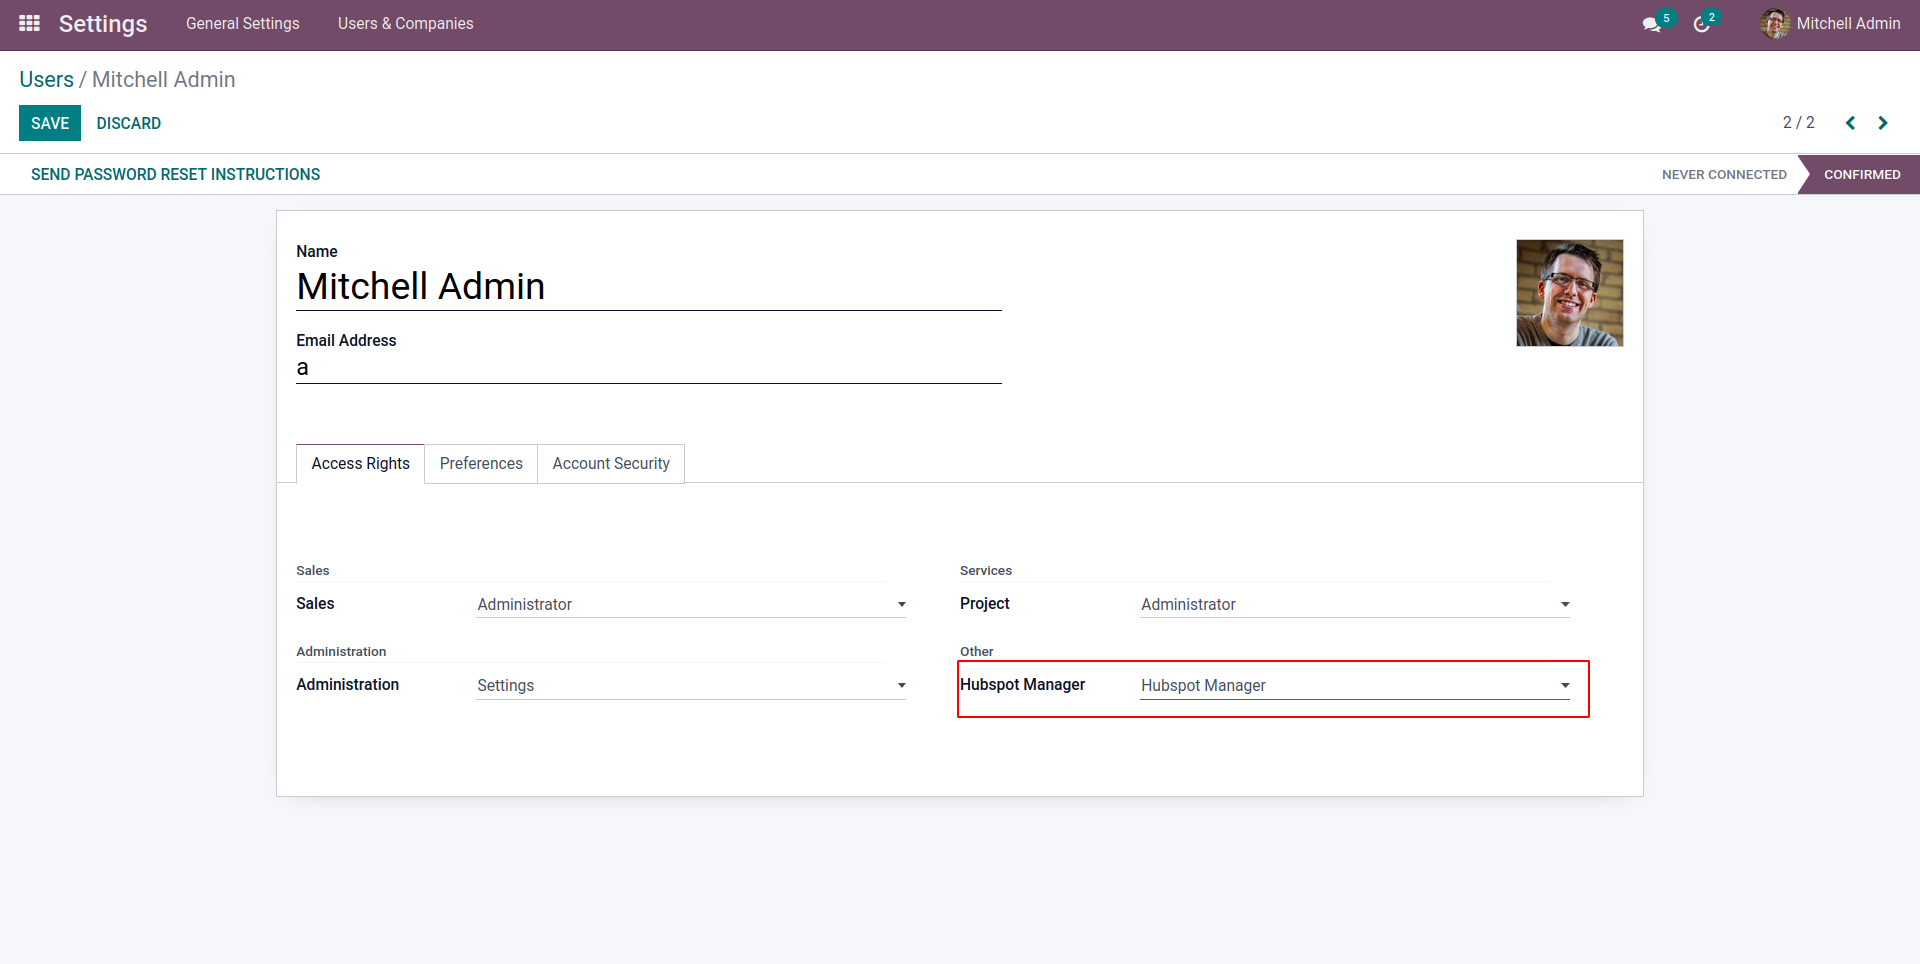 Settings General Settings Users & Companies 5 2 Mitchell Admin
Users / Mitchell Admin
SAVE DISCARD 2 / 2
SEND PASSWORD RESET INSTRUCTIONS NEVER CONNECTED CONFIRMED
Name
Mitchell Admin
Email Address
a
Access Rights Preferences Account Security
Sales Services
Sales Administrator Project Administrator
Administration Other
Administration Settings Hubspot Manager Hubspot Manager